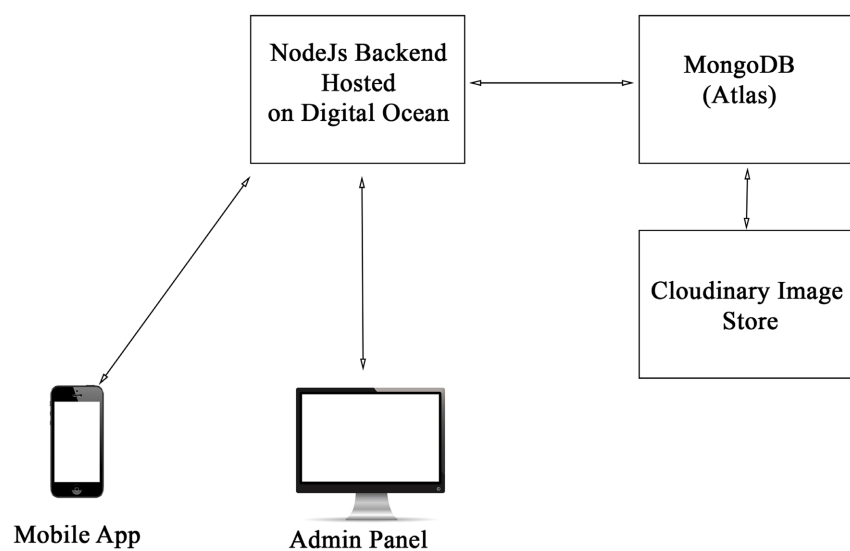 NodeJs Backend
Hosted
on Digital Ocean
MongoDB
(Atlas)
Cloudinary Image
Store
Mobile App
Admin Panel